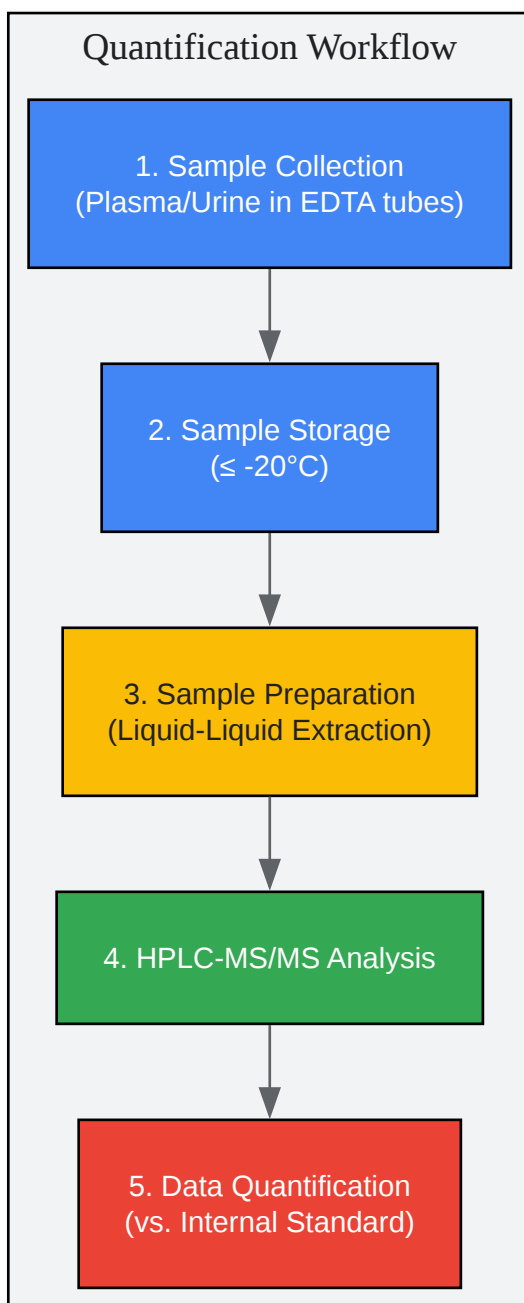 Quantification Workflow
1. Sample Collection
(Plasma/Urine in EDTA tubes)
2. Sample Storage
(≤ -20°C)
3. Sample Preparation
(Liquid-Liquid Extraction)
4. HPLC-MS/MS Analysis
5. Data Quantification
(vs. Internal Standard)